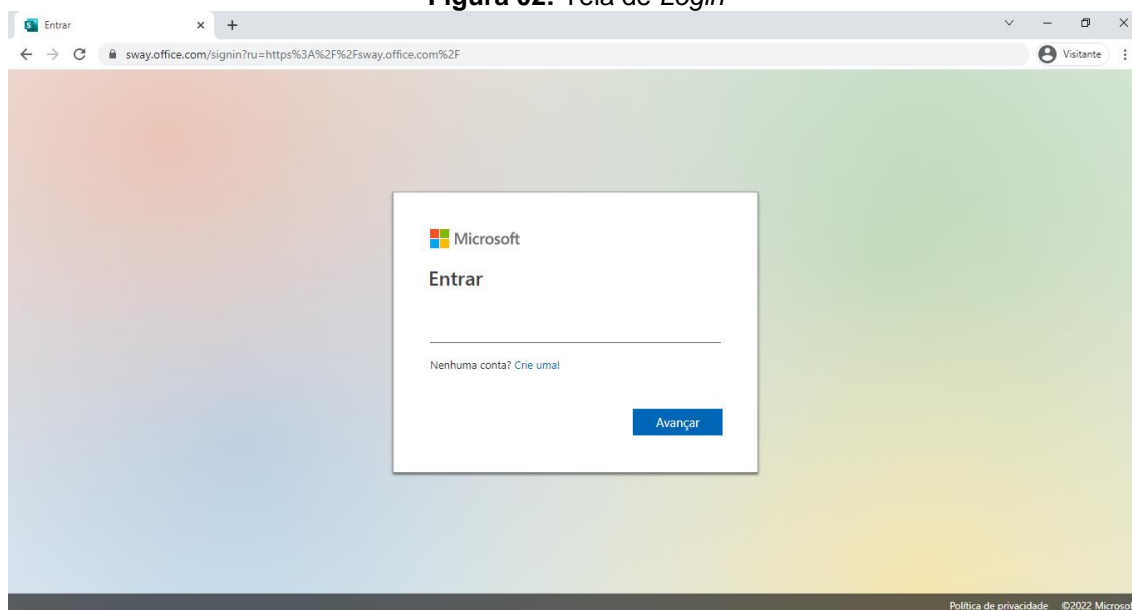 Figura 02: Tela de Login
Entrar
sway.office.com/signin?ru=https%3A%2F%2Fsway.office.com%2F
Visitante
Microsoft
Entrar
Nenhuma conta? Crie uma!
Avançar
Política de privacidade ©2022 Microsof